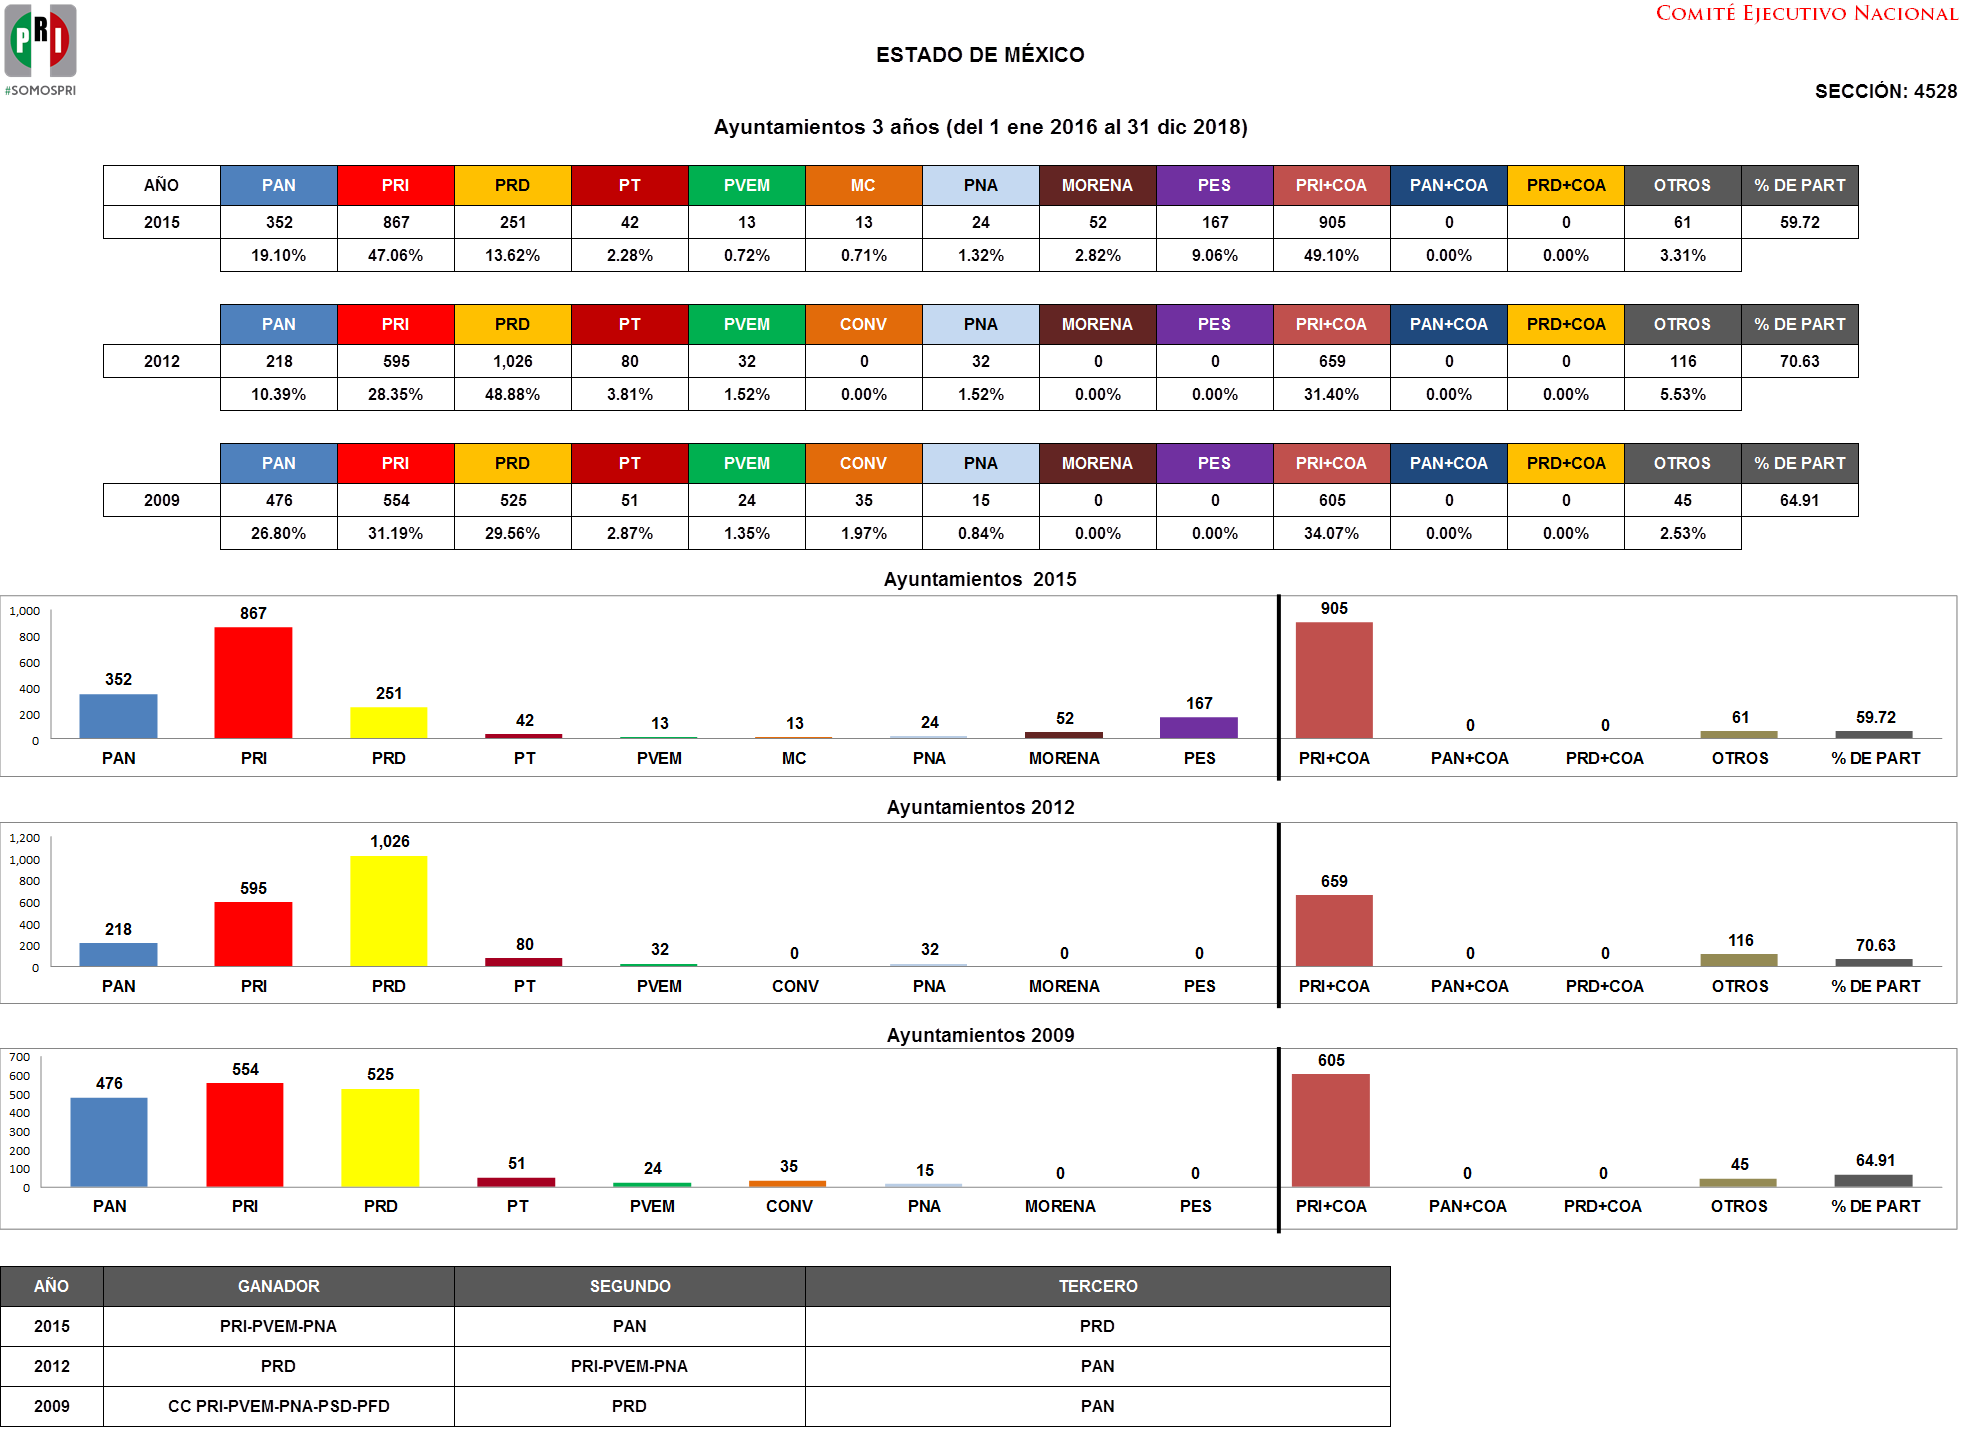 PRI
#SOMOSPRI
COMITÉ EJECUTIVO NACIONAL
ESTADO DE MÉXICO
SECCIÓN: 4528
Ayuntamientos 3 años (del 1 ene 2016 al 31 dic 2018)
AÑO PAN PRI PRD PT PVEM MC PNA MORENA PES PRI+COA PAN+COA PRD+COA OTROS % DE PART
2015 352 867 251 42 13 13 24 52 167 905 0 0 61 59.72
19.10% 47.06% 13.62% 2.28% 0.72% 0.71% 1.32% 2.82% 9.06% 49.10% 0.00% 0.00% 3.31%
PAN PRI PRD PT PVEM CONV PNA MORENA PES PRI+COA PAN+COA PRD+COA OTROS % DE PART
2012 218 595 1,026 80 32 0 32 0 0 659 0 0 116 70.63
10.39% 28.35% 48.88% 3.81% 1.52% 0.00% 1.52% 0.00% 0.00% 31.40% 0.00% 0.00% 5.53%
PAN PRI PRD PT PVEM CONV PNA MORENA PES PRI+COA PAN+COA PRD+COA OTROS % DE PART
2009 476 554 525 51 24 35 15 0 0 605 0 0 45 64.91
26.80% 31.19% 29.56% 2.87% 1.35% 1.97% 0.84% 0.00% 0.00% 34.07% 0.00% 0.00% 2.53%
Ayuntamientos 2015
1,000
800
600
400
200
0
352 867 251 42 13 13 24 52 167 905 0 0 61 59.72
PAN PRI PRD PT PVEM MC PNA MORENA PES PRI+COA PAN+COA PRD+COA OTROS % DE PART
Ayuntamientos 2012
1,200
1,000
800
600
400
200
0
218 595 1,026 80 32 0 32 0 0 659 0 0 116 70.63
PAN PRI PRD PT PVEM CONV PNA MORENA PES PRI+COA PAN+COA PRD+COA OTROS % DE PART
Ayuntamientos 2009
700
600
500
400
300
200
100
0
476 554 525 51 24 35 15 0 0 605 0 0 45 64.91
PAN PRI PRD PT PVEM CONV PNA MORENA PES PRI+COA PAN+COA PRD+COA OTROS % DE PART
AÑO GANADOR SEGUNDO TERCERO
2015 PRI-PVEM-PNA PAN PRD
2012 PRD PRI-PVEM-PNA PAN
2009 CC PRI-PVEM-PNA-PSD-PFD PRD PAN